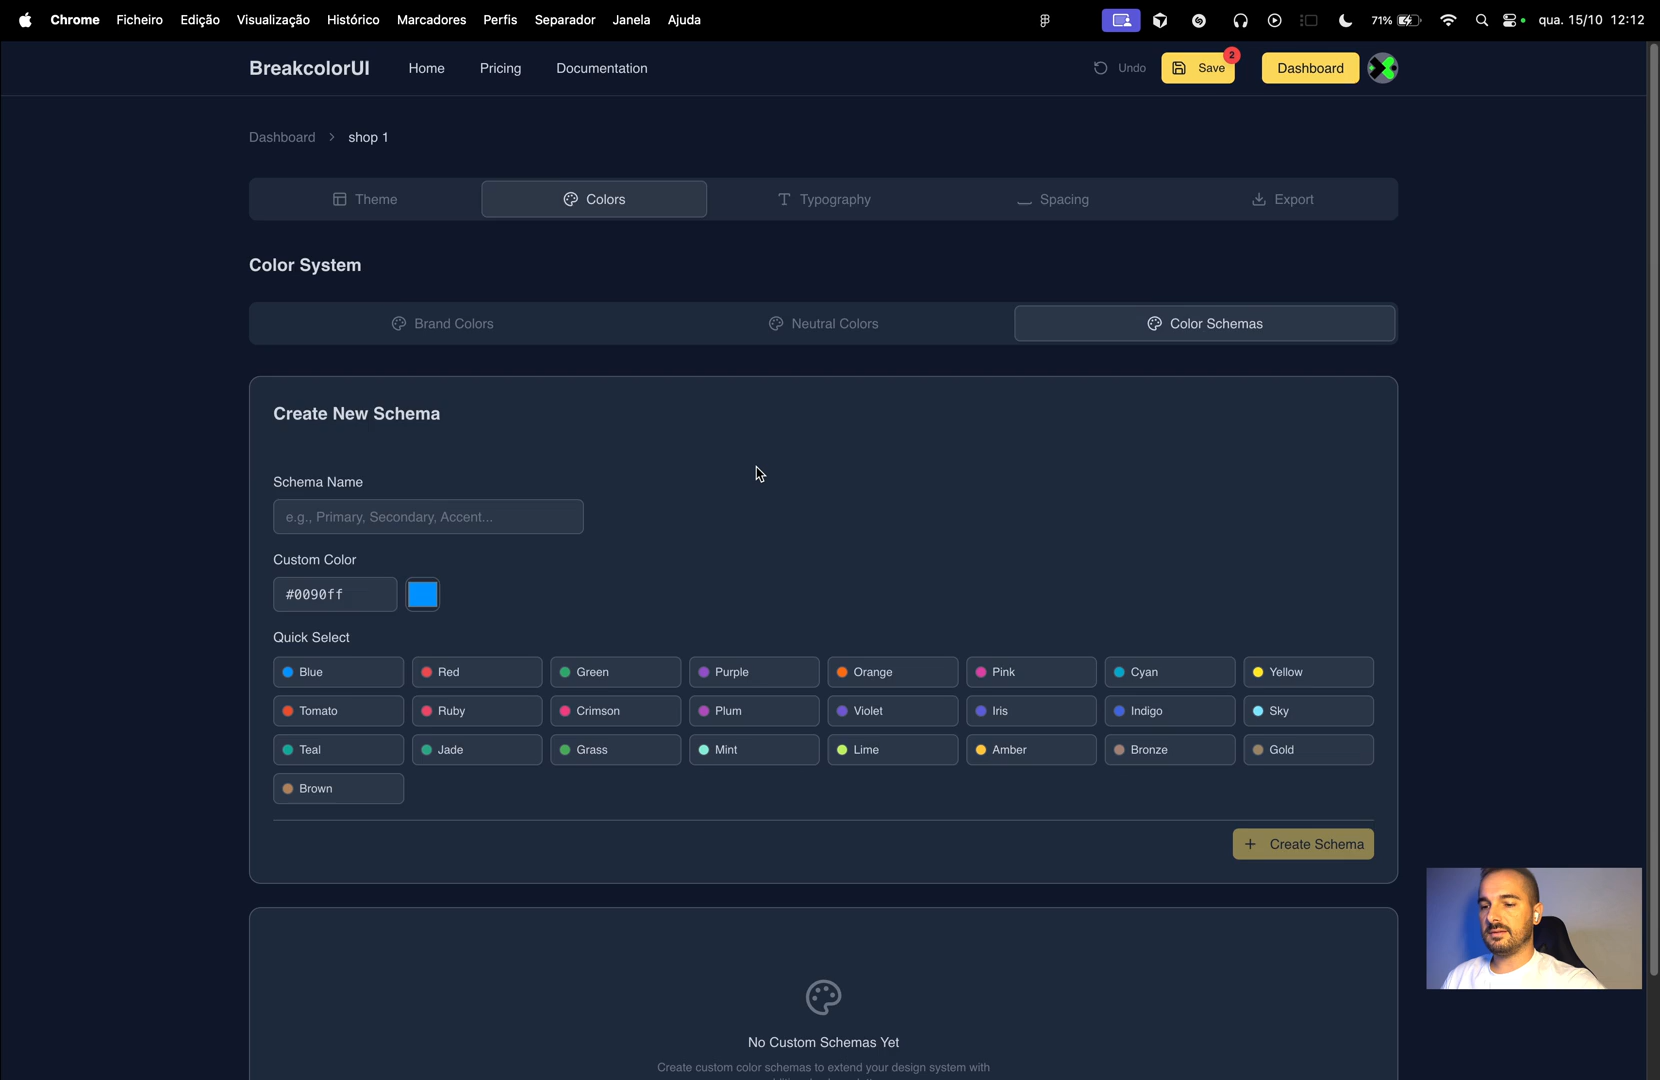 Chrome Ficheiro Edição Visualização Histórico Marcadores Perfis Separador Janela Ajuda 71% qua. 15/10 12:12
BreakcolorUI Home Pricing Documentation Undo Save 2 Dashboard
Dashboard > shop 1
Theme Colors Typography Spacing Export
Color System
Brand Colors Neutral Colors Color Schemas
Create New Schema
Schema Name
e.g., Primary, Secondary, Accent...
Custom Color
#0090ff
Quick Select
Blue Red Green Purple Orange Pink Cyan Yellow
Tomato Ruby Crimson Plum Violet Iris Indigo Sky
Teal Jade Grass Mint Lime Amber Bronze Gold
Brown
+ Create Schema
No Custom Schemas Yet
Create custom color schemas to extend your design system with